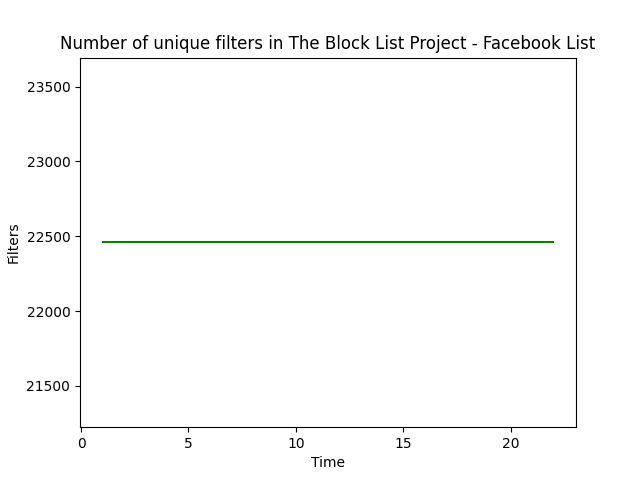 Number of unique filters in The Block List Project - Facebook List
23500
23000
22500
22000
21500
Filters
0 5 10 15 20
Time